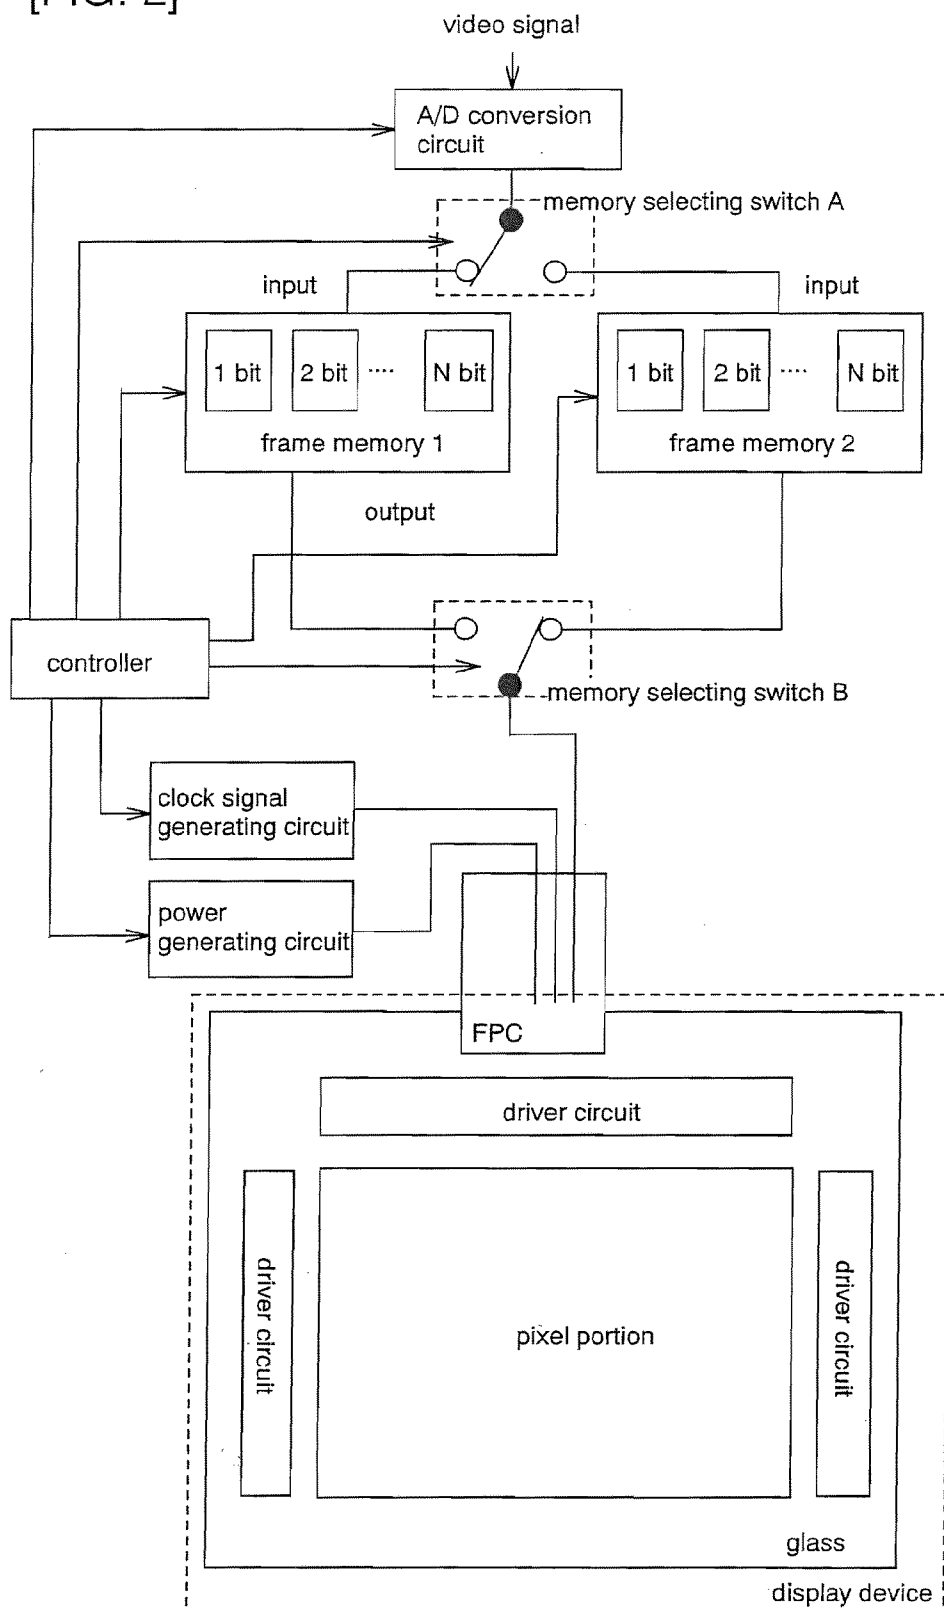 [FIG. 2]
video signal
A/D conversion
circuit
memory selecting switch A
input
input
1 bit 2 bit ···· N bit
frame memory 1
1 bit 2 bit ···· N bit
frame memory 2
output
controller
memory selecting switch B
clock signal
generating circuit
power
generating circuit
FPC
driver circuit
driver circuit
pixel portion
driver circuit
glass
display device